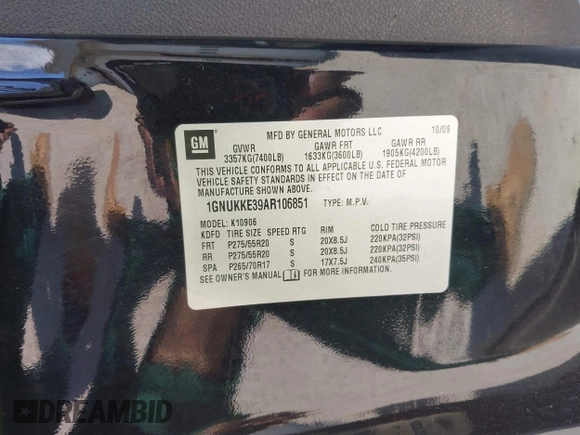 GM
MFD BY GENERAL MOTORS LLC 10/09
GVWR GAWR FRT GAWR RR
3357KG(7400LB) 1633KG(3600LB) 1905KG(4200LB)
THIS VEHICLE CONFORMS TO ALL APPLICABLE U.S. FEDERAL MOTOR
VEHICLE SAFETY STANDARDS IN EFFECT ON THE DATE OF
MANUFACTURE SHOWN ABOVE.
1GNUKKE39AR106851 TYPE: M.P.V.
MODEL: K10906
KDFD TIRE SIZE SPEED RTG RIM COLD TIRE PRESSURE
FRT P275/55R20 S 20X8.5J 220KPA(32PSI)
RR P275/55R20 S 20X8.5J 220KPA(32PSI)
SPA P265/70R17 S 17X7.5J 240KPA(35PSI)
SEE OWNER'S MANUAL FOR MORE INFORMATION.
DREAMBID